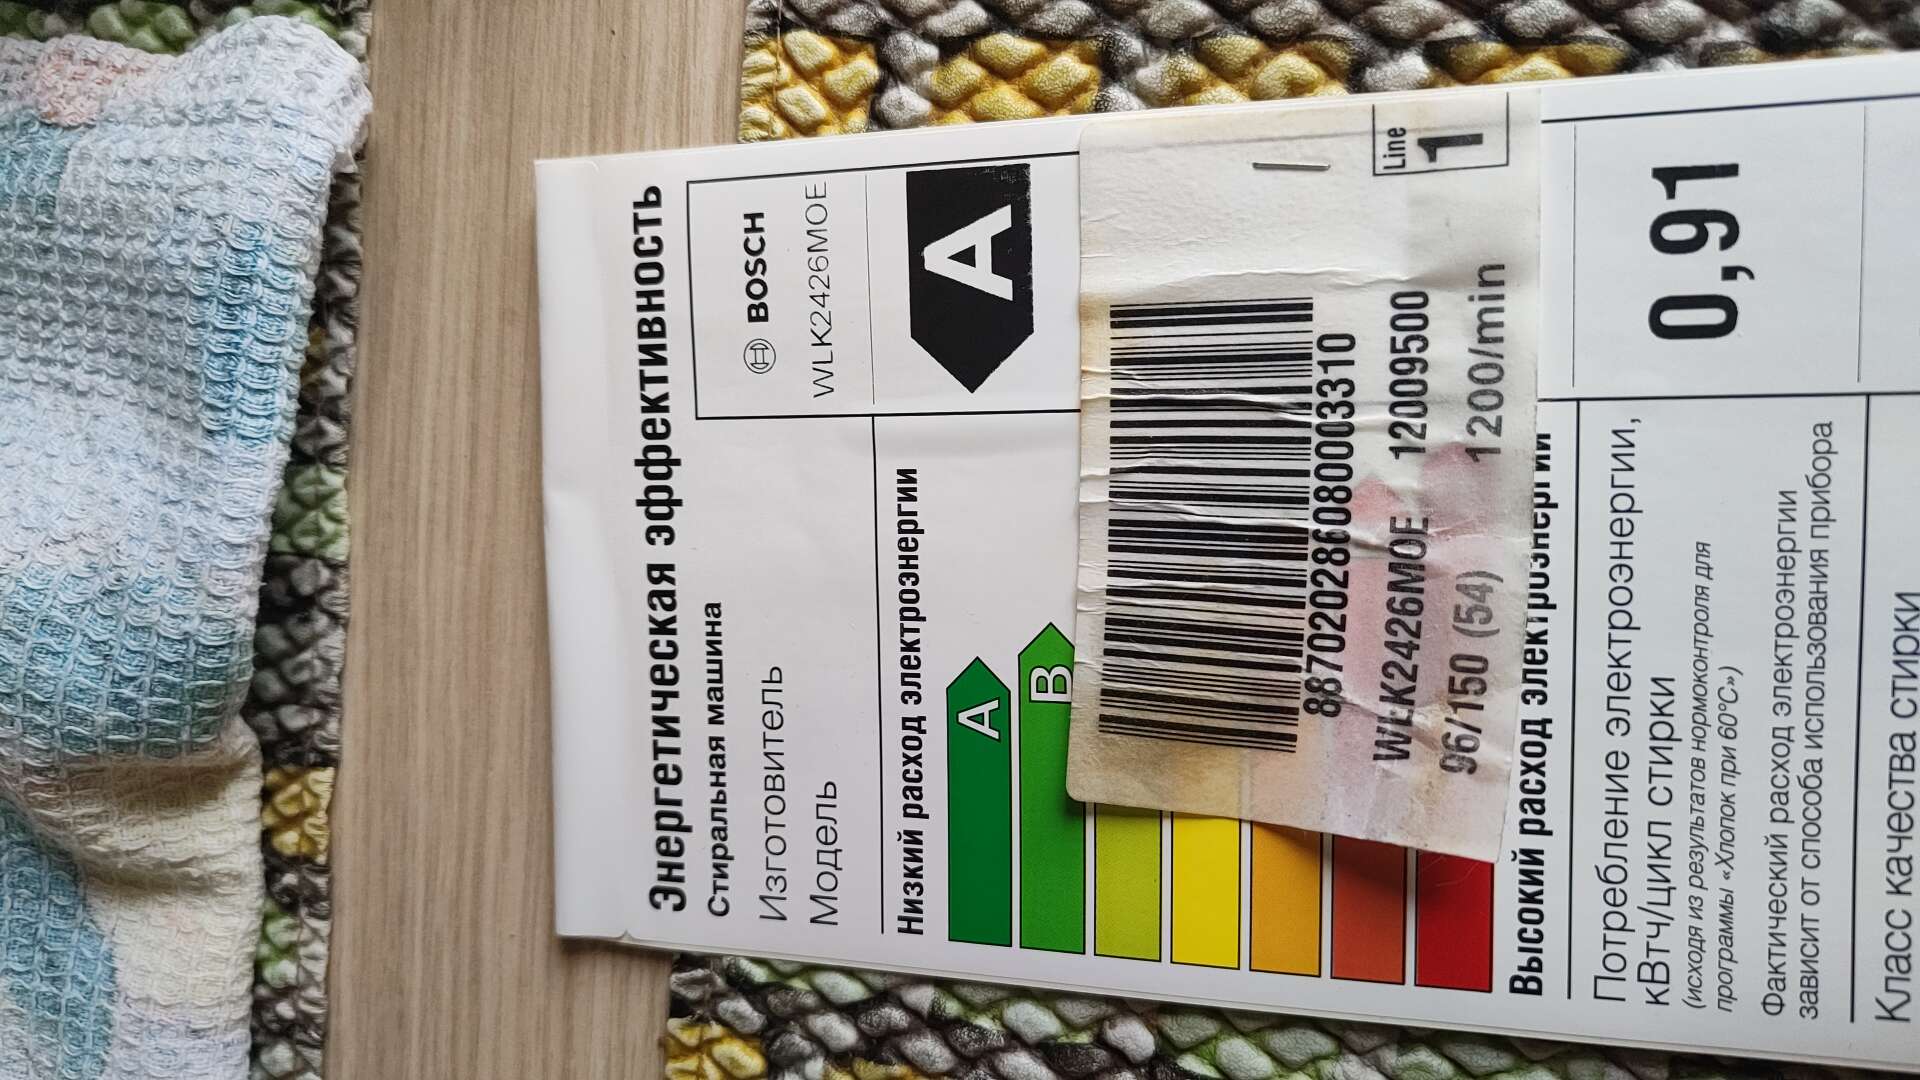 Энергетическая эффективность
Стиральная машина
Изготовитель
BOSCH
Модель
WLK2426MOE
Низкий расход электроэнергии
A
A
B
Line
1
887020286080003310
WLK2426MOE 12009500
96/150 (54) 1200/min
Высокий расход электроэнергии
Потребление электроэнергии,
кВтч/цикл стирки
0,91
(исходя из результатов нормоконтроля для
программы «Хлопок при 60°C»)
Фактический расход электроэнергии
зависит от способа использования прибора
Класс качества стирки